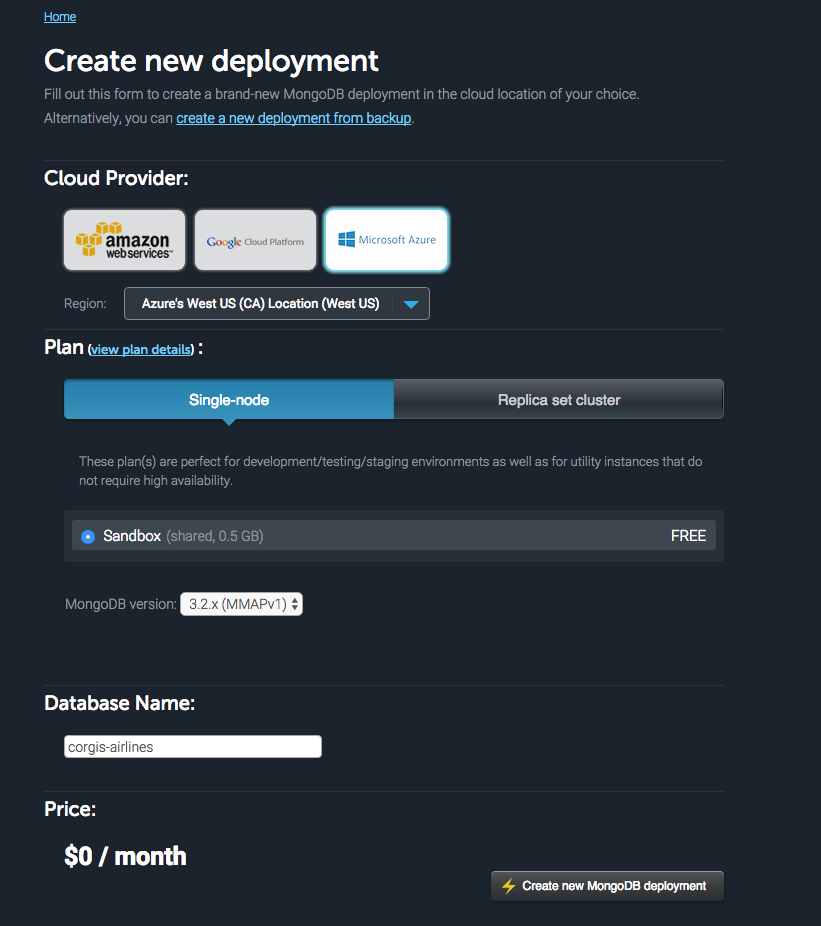 Home
Create new deployment
Fill out this form to create a brand-new MongoDB deployment in the cloud location of your choice.
Alternatively, you can create a new deployment from backup.
Cloud Provider:
amazon
webservices™
Google Cloud Platform
Microsoft Azure
Region: Azure's West US (CA) Location (West US)
Plan (view plan details) :
Single-node
Replica set cluster
These plan(s) are perfect for development/testing/staging environments as well as for utility instances that do
not require high availability.
Sandbox (shared, 0.5 GB) FREE
MongoDB version: 3.2.x (MMAPv1)
Database Name:
corgis-airlines
Price:
$0 / month
Create new MongoDB deployment